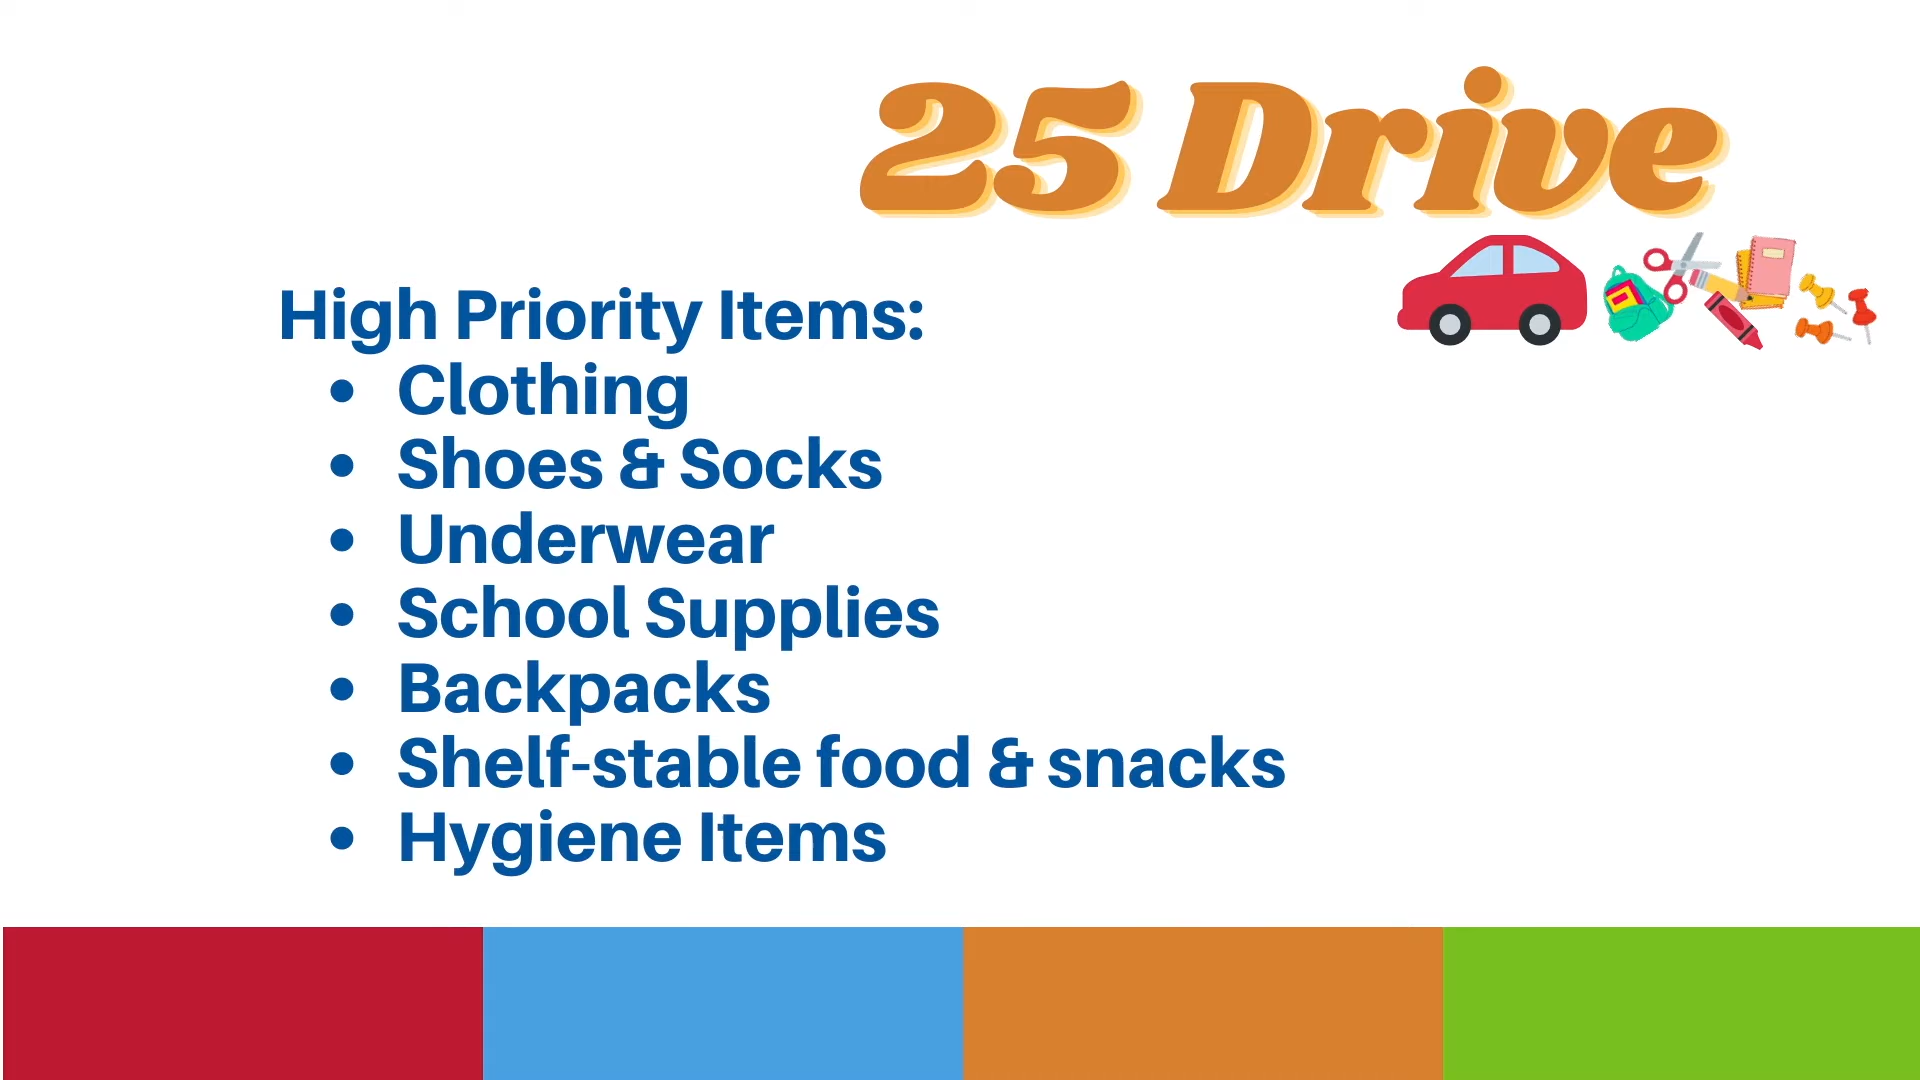 25 Drive
High Priority Items:
• Clothing
• Shoes & Socks
• Underwear
• School Supplies
• Backpacks
• Shelf-stable food & snacks
• Hygiene Items